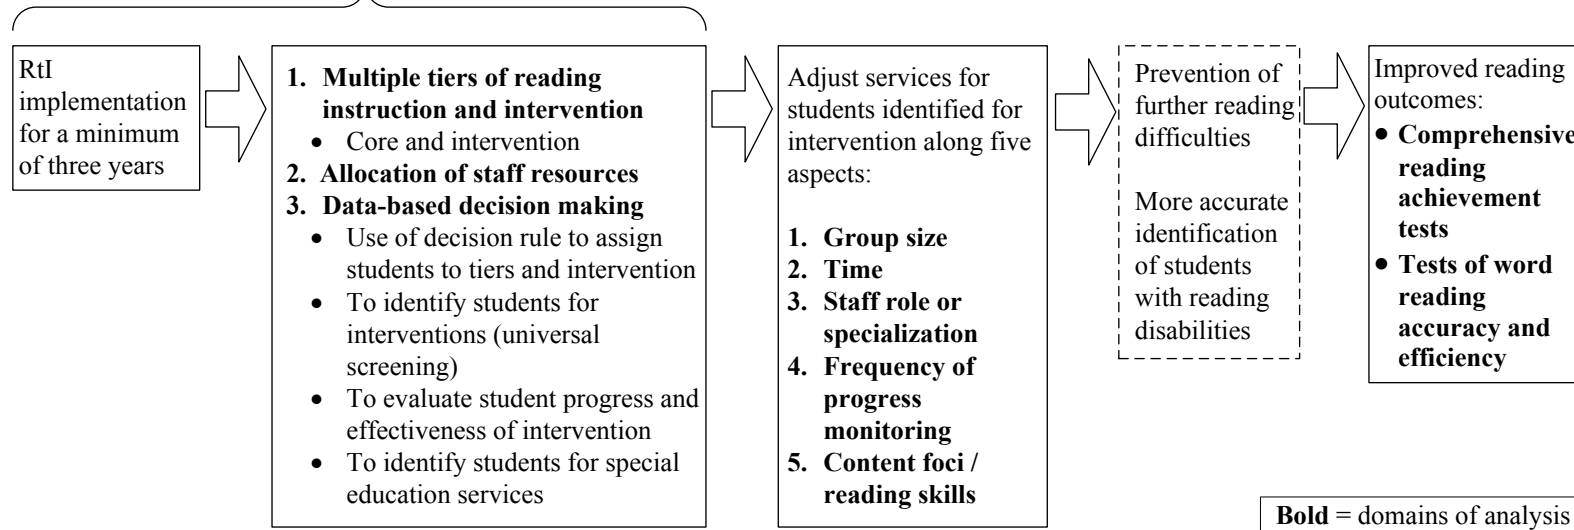 RtI
implementation
for a minimum
of three years
1. Multiple tiers of reading
instruction and intervention
• Core and intervention
2. Allocation of staff resources
3. Data-based decision making
• Use of decision rule to assign
students to tiers and intervention
• To identify students for
interventions (universal
screening)
• To evaluate student progress and
effectiveness of intervention
• To identify students for special
education services
Adjust services for
students identified for
intervention along five
aspects:
1. Group size
2. Time
3. Staff role or
specialization
4. Frequency of
progress
monitoring
5. Content foci /
reading skills
Prevention of
further reading
difficulties
More accurate
identification
of students
with reading
disabilities
Improved reading
outcomes:
• Comprehensive
reading
achievement
tests
• Tests of word
reading
accuracy and
efficiency
Bold = domains of analysis